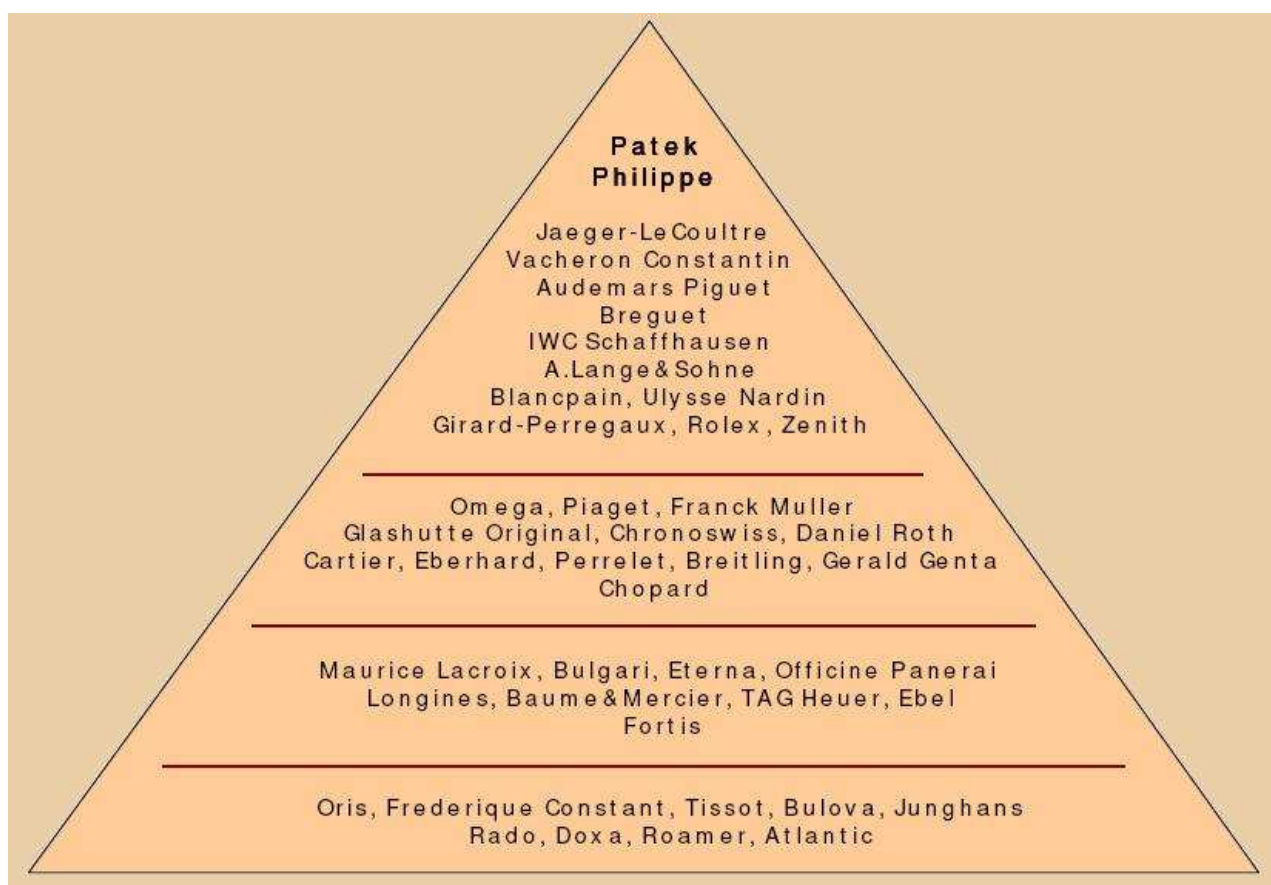 Patek
Philippe
Jaeger-LeCoultre
Vacheron Constantin
Audemars Piguet
Breguet
IWC Schaffhausen
A.Lange&Sohne
Blancpain, Ulysse Nardin
Girard-Perregaux, Rolex, Zenith
Omega, Piaget, Franck Muller
Glashutte Original, Chronoswiss, Daniel Roth
Cartier, Eberhard, Perrelet, Breitling, Gerald Genta
Chopard
Maurice Lacroix, Bulgari, Eterna, Officine Panerai
Longines, Baume&Mercier, TAG Heuer, Ebel
Fortis
Oris, Frederique Constant, Tissot, Bulova, Junghans
Rado, Doxa, Roamer, Atlantic